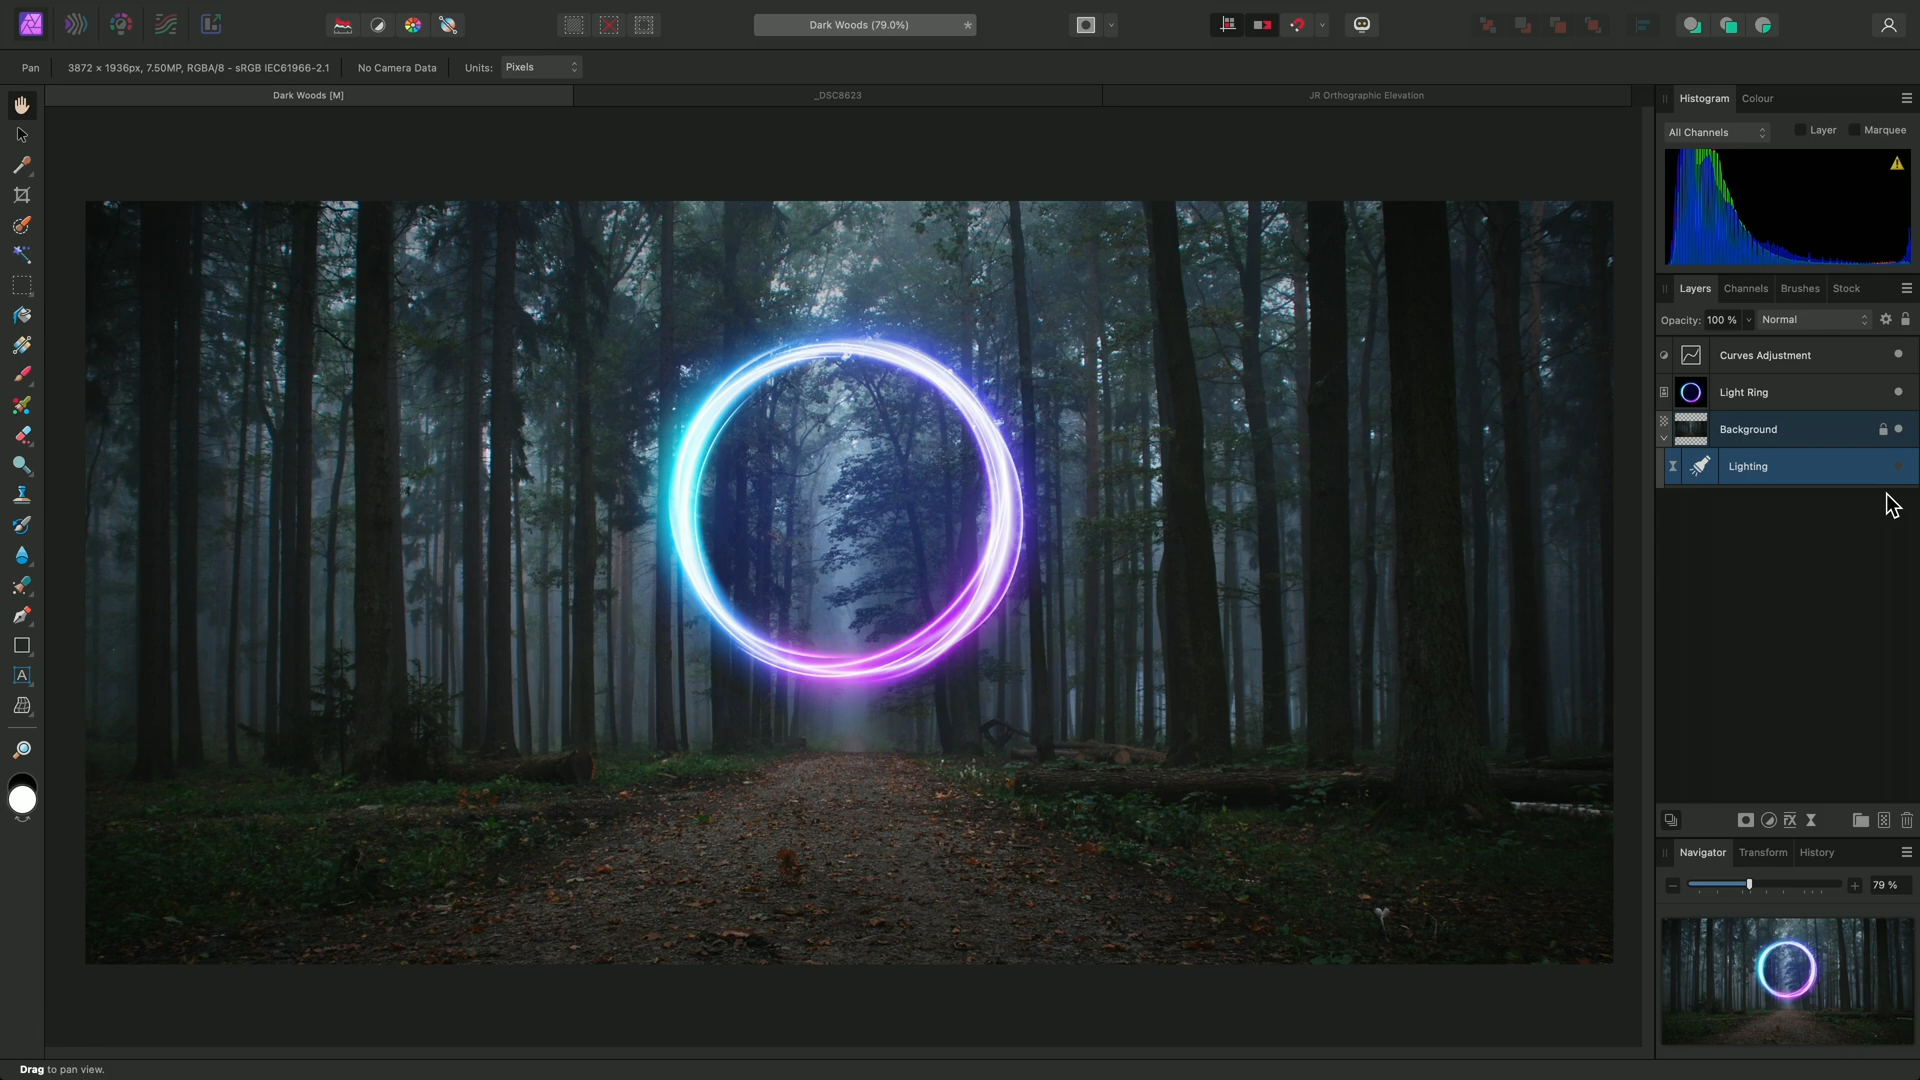 Dark Woods (79.0%)
*
Pan
3872 × 1936px, 7.50MP, RGBA/8 - sRGB IEC61966-2.1
No Camera Data
Units:
Pixels
Dark Woods [M]
_DSC8623
JR Orthographic Elevation
Histogram
Colour
All Channels
Layer
Marquee
Layers
Channels
Brushes
Stock
Opacity:
100 %
Normal
Curves Adjustment
Light Ring
Background
Lighting
Navigator
Transform
History
79 %
A
Drag to pan view.